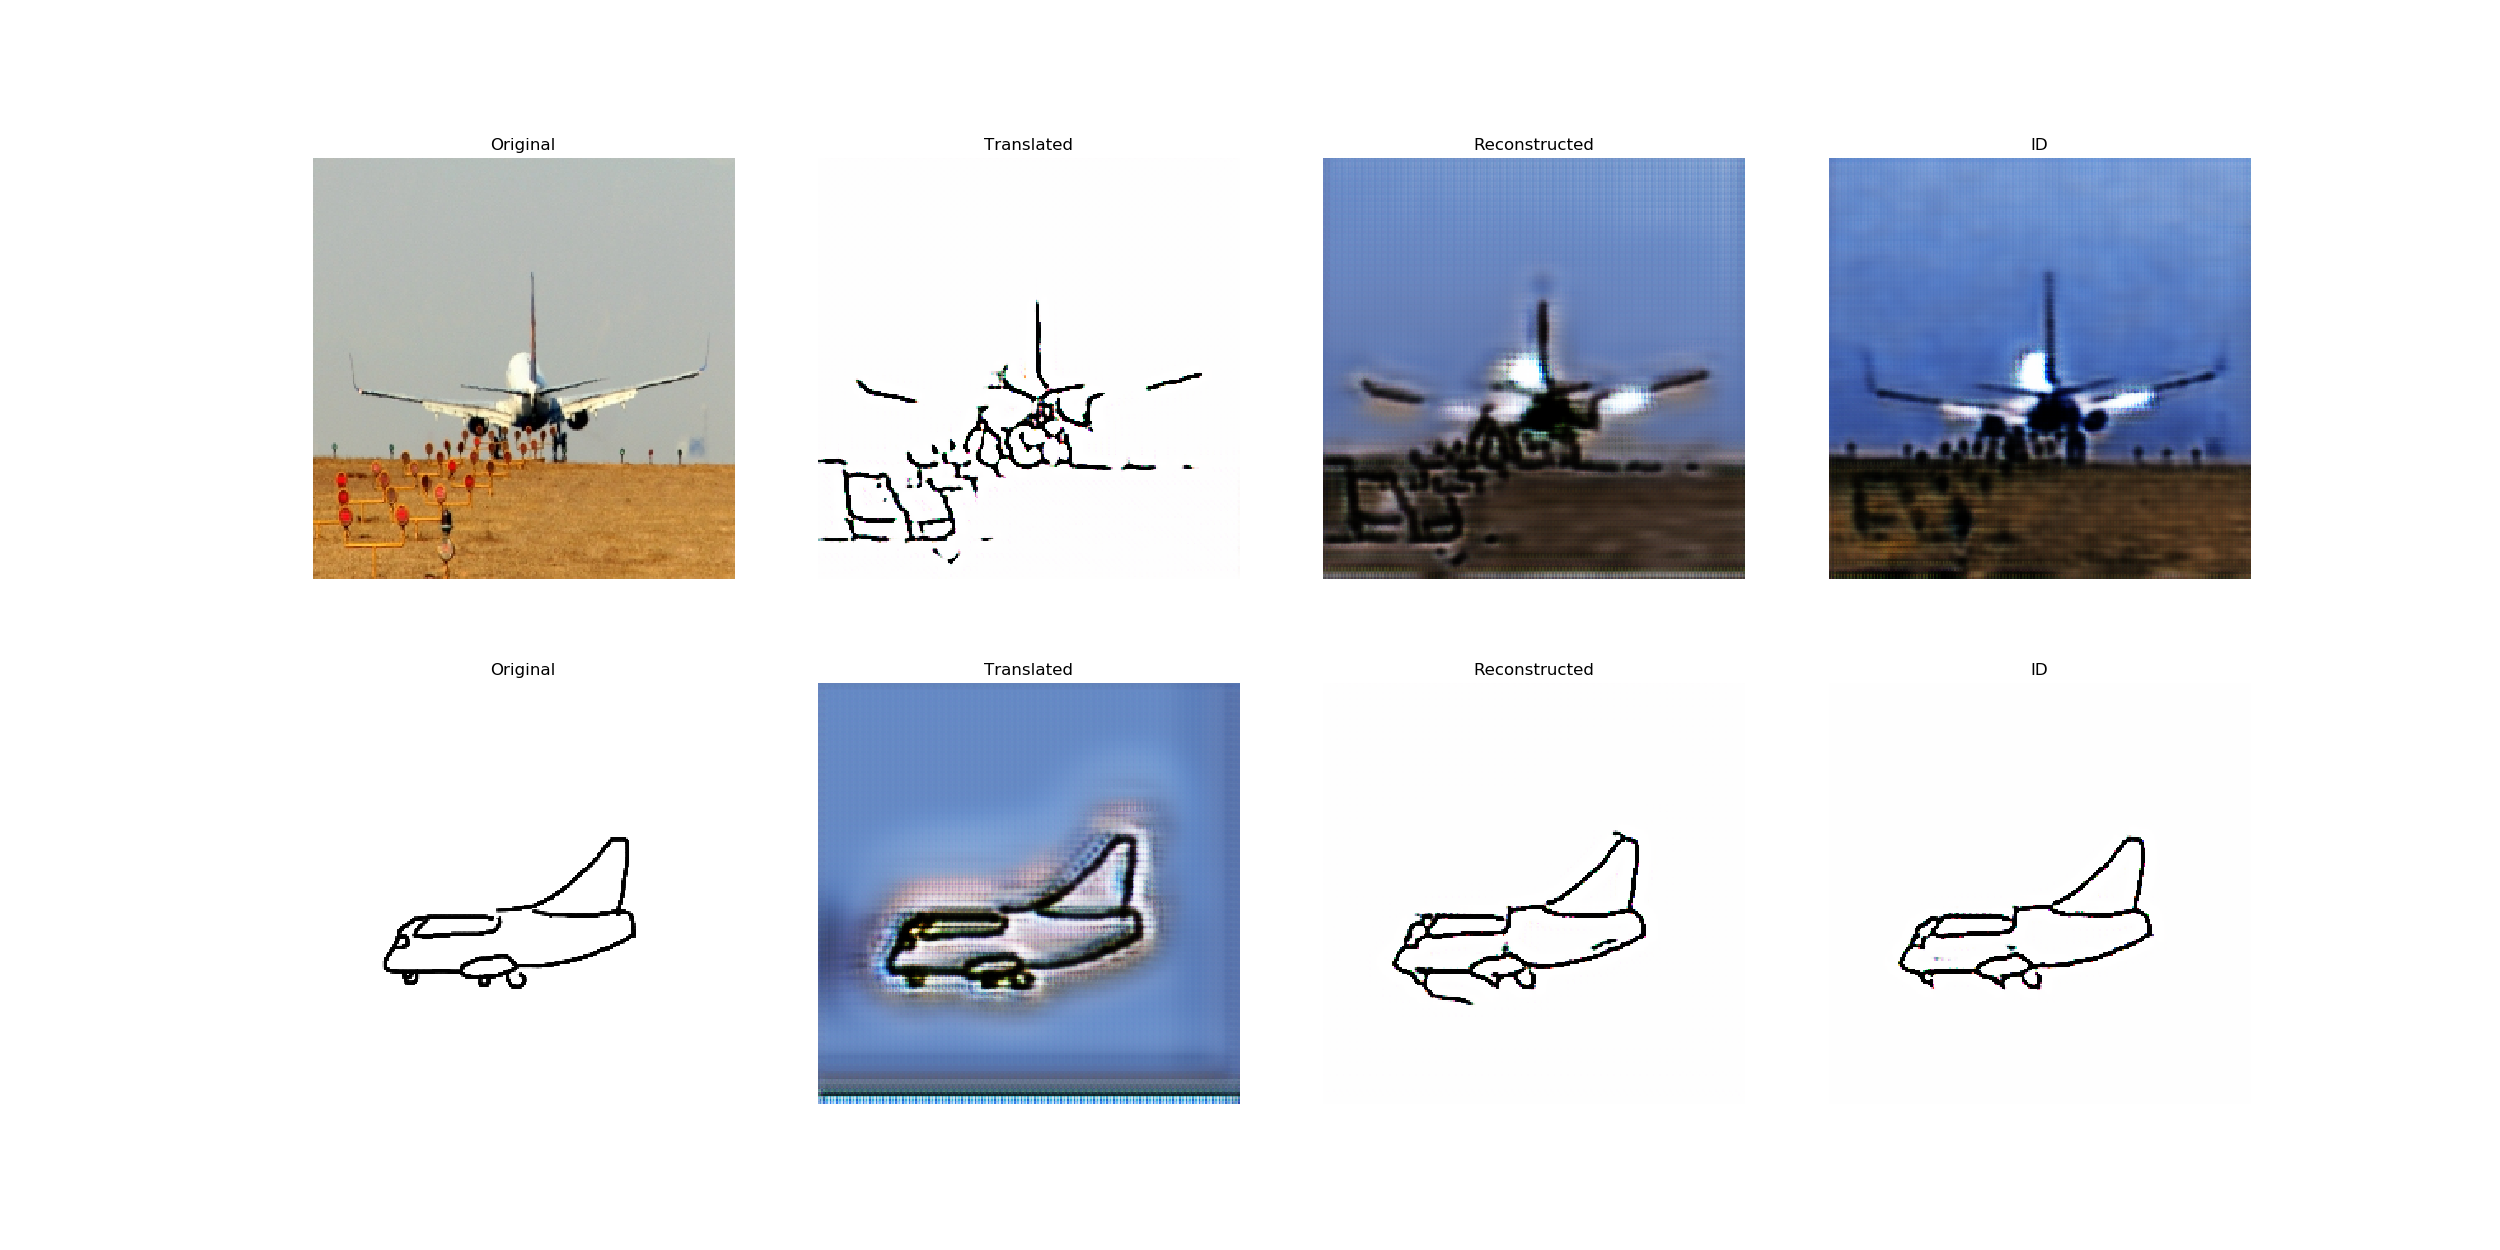 Original
Translated
Reconstructed
ID
Original
Translated
Reconstructed
ID